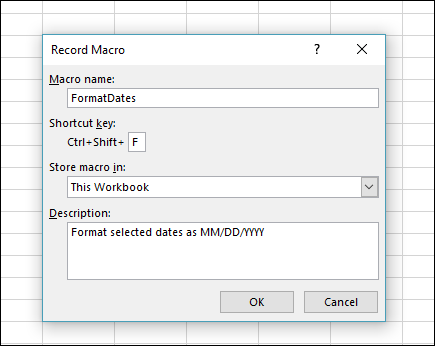 Record Macro ?
Macro name:
FormatDates
Shortcut key:
Ctrl+Shift+ F
Store macro in:
This Workbook
Description:
Format selected dates as MM/DD/YYYY
OK Cancel